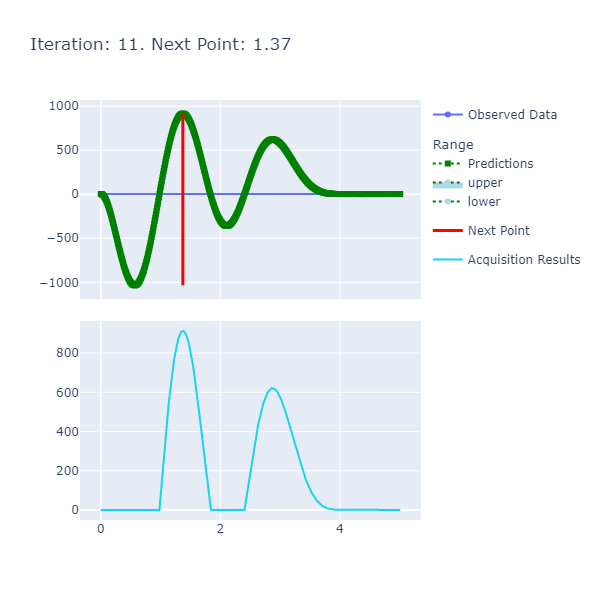 Iteration: 11. Next Point: 1.37
1000
500
0
−500
−1000
Observed Data
Range
Predictions
upper
lower
Next Point
Acquisition Results
800
600
400
200
0
0
2
4